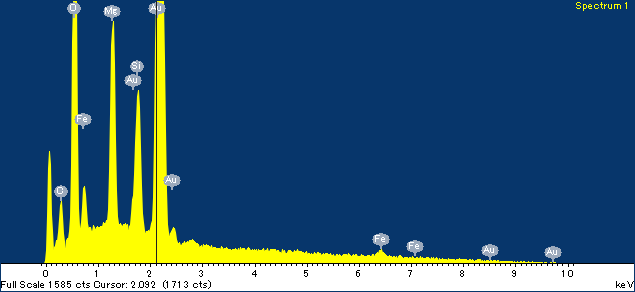 Spectrum 1
O Mg Au
Si
Au
Fe
Au
Fe Fe Au Au
0 1 2 3 4 5 6 7 8 9 10
Full Scale 1585 cts Cursor: 2.092 (1713 cts) keV